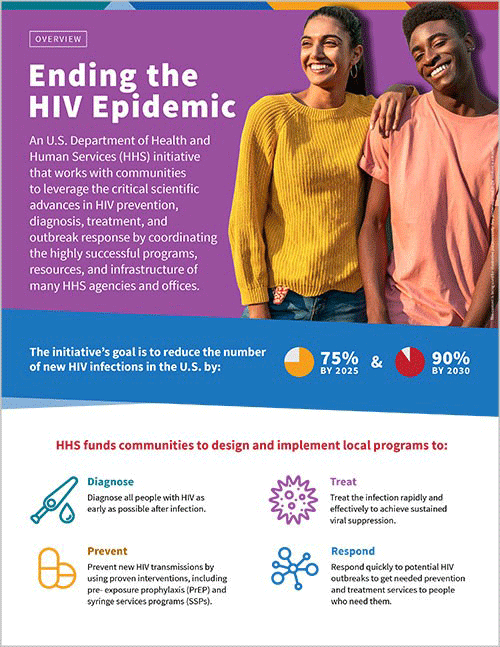 OVERVIEW
Ending the
HIV Epidemic
An U.S. Department of Health and
Human Services (HHS) initiative
that works with communities
to leverage the critical scientific
advances in HIV prevention,
diagnosis, treatment, and
outbreak response by coordinating
the highly successful programs,
resources, and infrastructure of
many HHS agencies and offices.
The initiative's goal is to reduce the number
of new HIV infections in the U.S. by:
75%
BY 2025
&
90%
BY 2030
HHS funds communities to design and implement local programs to:
Diagnose
Diagnose all people with HIV as
early as possible after infection.
Treat
Treat the infection rapidly and
effectively to achieve sustained
viral suppression.
Prevent
Prevent new HIV transmissions by
using proven interventions, including
pre- exposure prophylaxis (PrEP) and
syringe services programs (SSPs).
Respond
Respond quickly to potential HIV
outbreaks to get needed prevention
and treatment services to people
who need them.